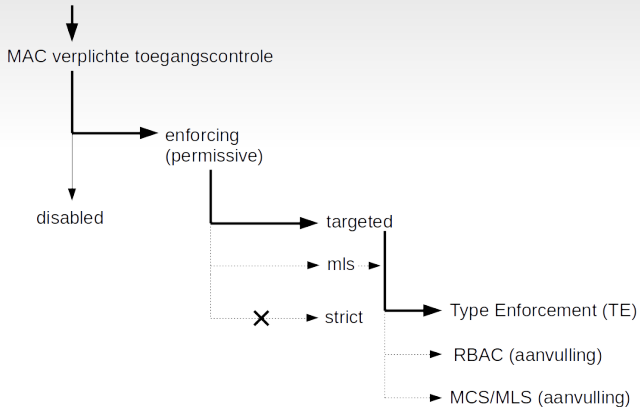 MAC verplichte toegangscontrole
enforcing
(permissive)
disabled
targeted
mls
strict
Type Enforcement (TE)
RBAC (aanvulling)
MCS/MLS (aanvulling)